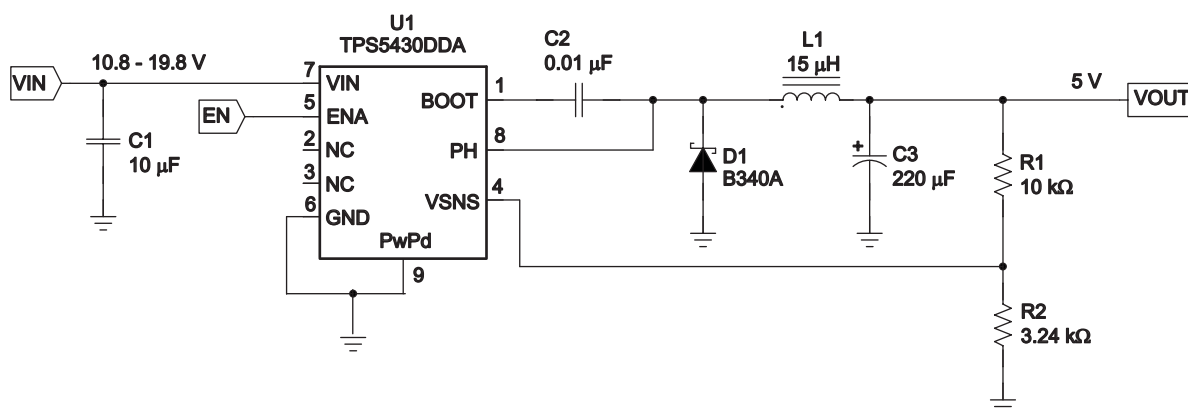 U1
TPS5430DDA
VIN
10.8 - 19.8 V
C1
10 µF
EN
7
5
2
3
6
VIN
ENA
NC
NC
GND
BOOT
PH
VSNS
PwPd
1
8
4
9
C2
0.01 µF
L1
15 µH
D1
B340A
+
C3
220 µF
5 V
VOUT
R1
10 kΩ
R2
3.24 kΩ